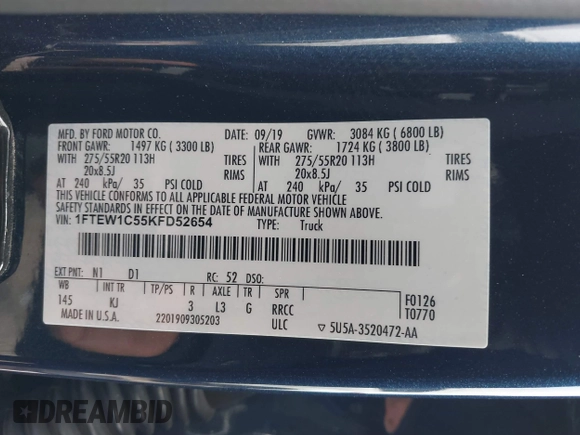 MFD. BY FORD MOTOR CO. DATE: 09/19 GVWR: 3084 KG ( 6800 LB)
FRONT GAWR: 1497 KG ( 3300 LB) REAR GAWR: 1724 KG ( 3800 LB)
WITH 275/55R20 113H TIRES 275/55R20 113H TIRES
20x8.5J RIMS 20x8.5J RIMS
AT 240 kPa/ 35 PSI COLD AT 240 kPa/ 35 PSI COLD
THIS VEHICLE CONFORMS TO ALL APPLICABLE FEDERAL MOTOR VEHICLE
SAFETY STANDARDS IN EFFECT ON THE DATE OF MANUFACTURE SHOWN ABOVE.
VIN: 1FTEW1C55KFD52654 TYPE: Truck
EXT PNT: N1 D1 RC: 52 DSO:
WB INT TR TP/PS R AXLE TR SPR F0126
145 KJ 3 L3 G RRCC T0770
MADE IN U.S.A. 2201909305203 ULC ▽ 5U5A-3520472-AA
DREAMBID